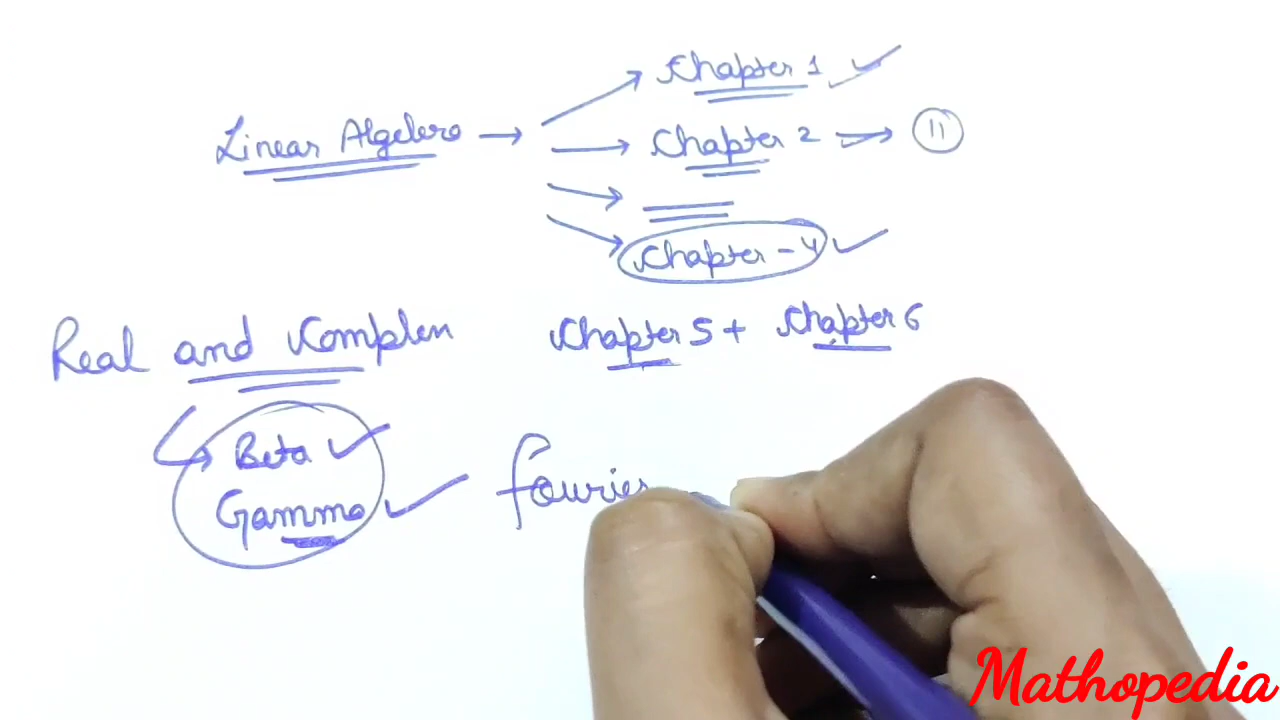 Chapter 1
Linear Algebra → Chapter 2 → 11
Chapter - 4
Real and Complex Chapter 5 + Chapter 6
Beta
Gamma Fourier
Mathopedia